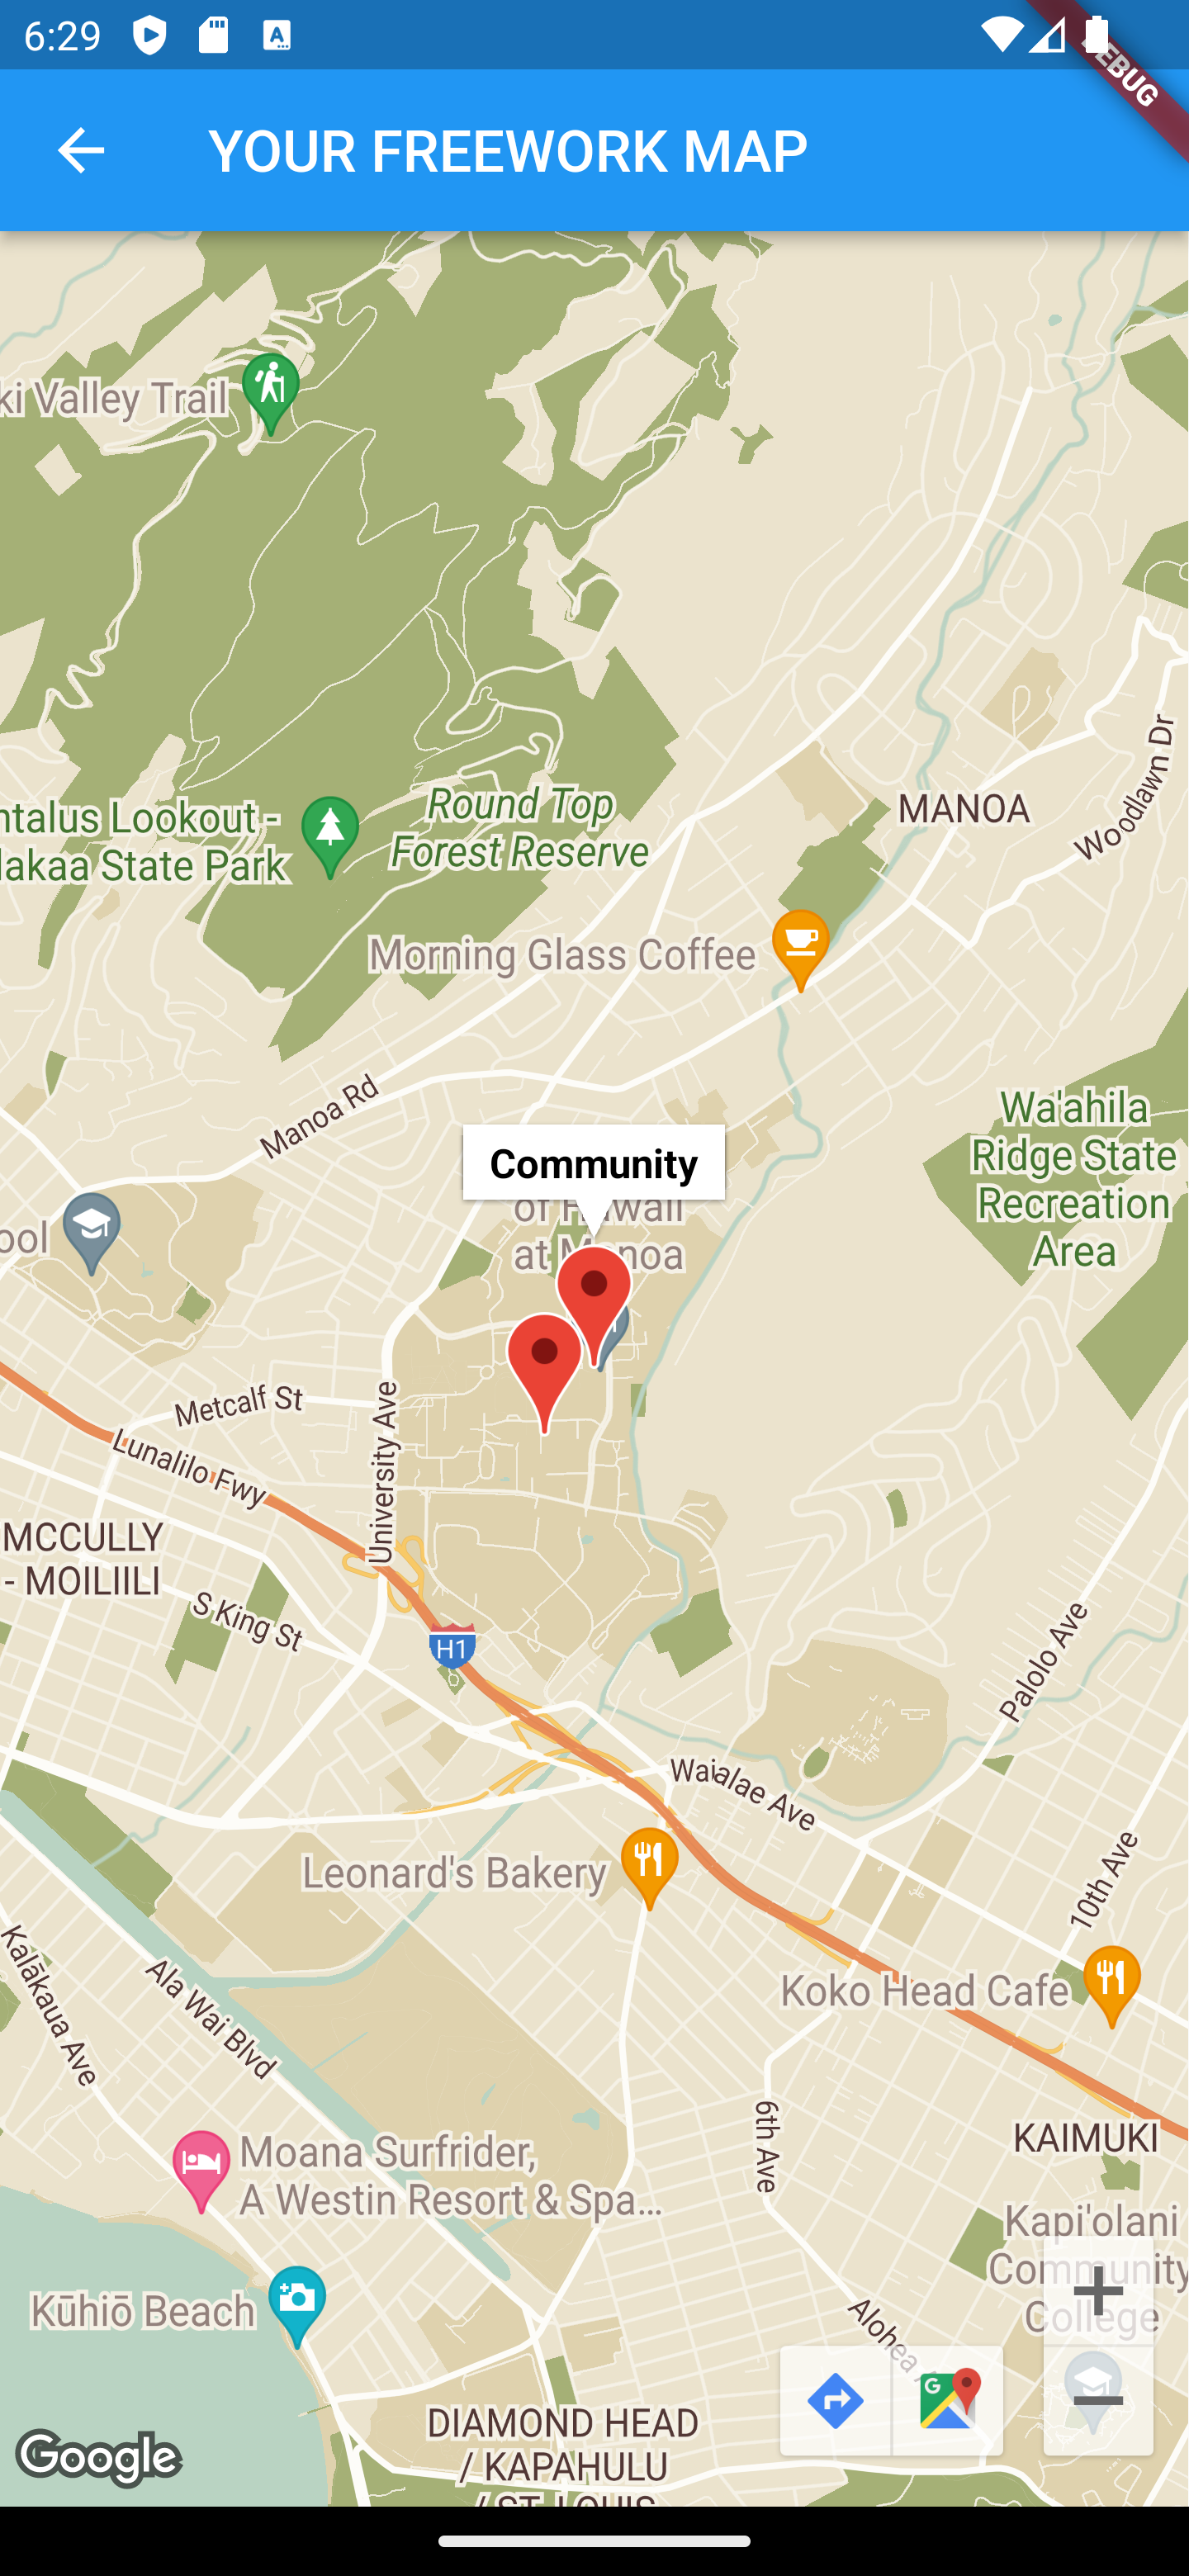 6:29
DEBUG
YOUR FREEWORK MAP
ki Valley Trail
Round Top
Forest Reserve
ntalus Lookout -
lakaa State Park
MANOA
Woodlawn Dr
Morning Glass Coffee
Manoa Rd
Wa'ahila
Ridge State
Recreation
Area
Community
of Hawaii
at Manoa
ool
Metcalf St
University Ave
Lunalilo Fwy
MCCULLY
- MOILIILI
S King St
H1
Palolo Ave
Waialae Ave
Leonard's Bakery
10th Ave
Koko Head Cafe
Kalākaua Ave
Ala Wai Blvd
6th Ave
KAIMUKI
Moana Surfrider,
A Westin Resort & Spa...
Kapi'olani
Community
College
Kūhiō Beach
Alohea
DIAMOND HEAD
/ KAPAHULU
/ ST. LOUIS
Google